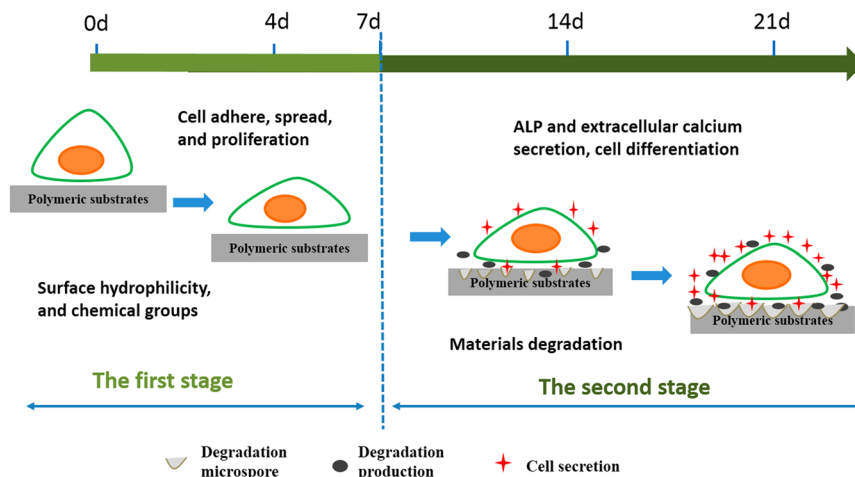 0d
4d
7d
14d
21d
Cell adhere, spread,
and proliferation
ALP and extracellular calcium
secretion, cell differentiation
Polymeric substrates
Polymeric substrates
Polymeric substrates
Polymeric substrates
Surface hydrophilicity,
and chemical groups
Materials degradation
The first stage
The second stage
Degradation
microspore
Degradation
production
Cell secretion